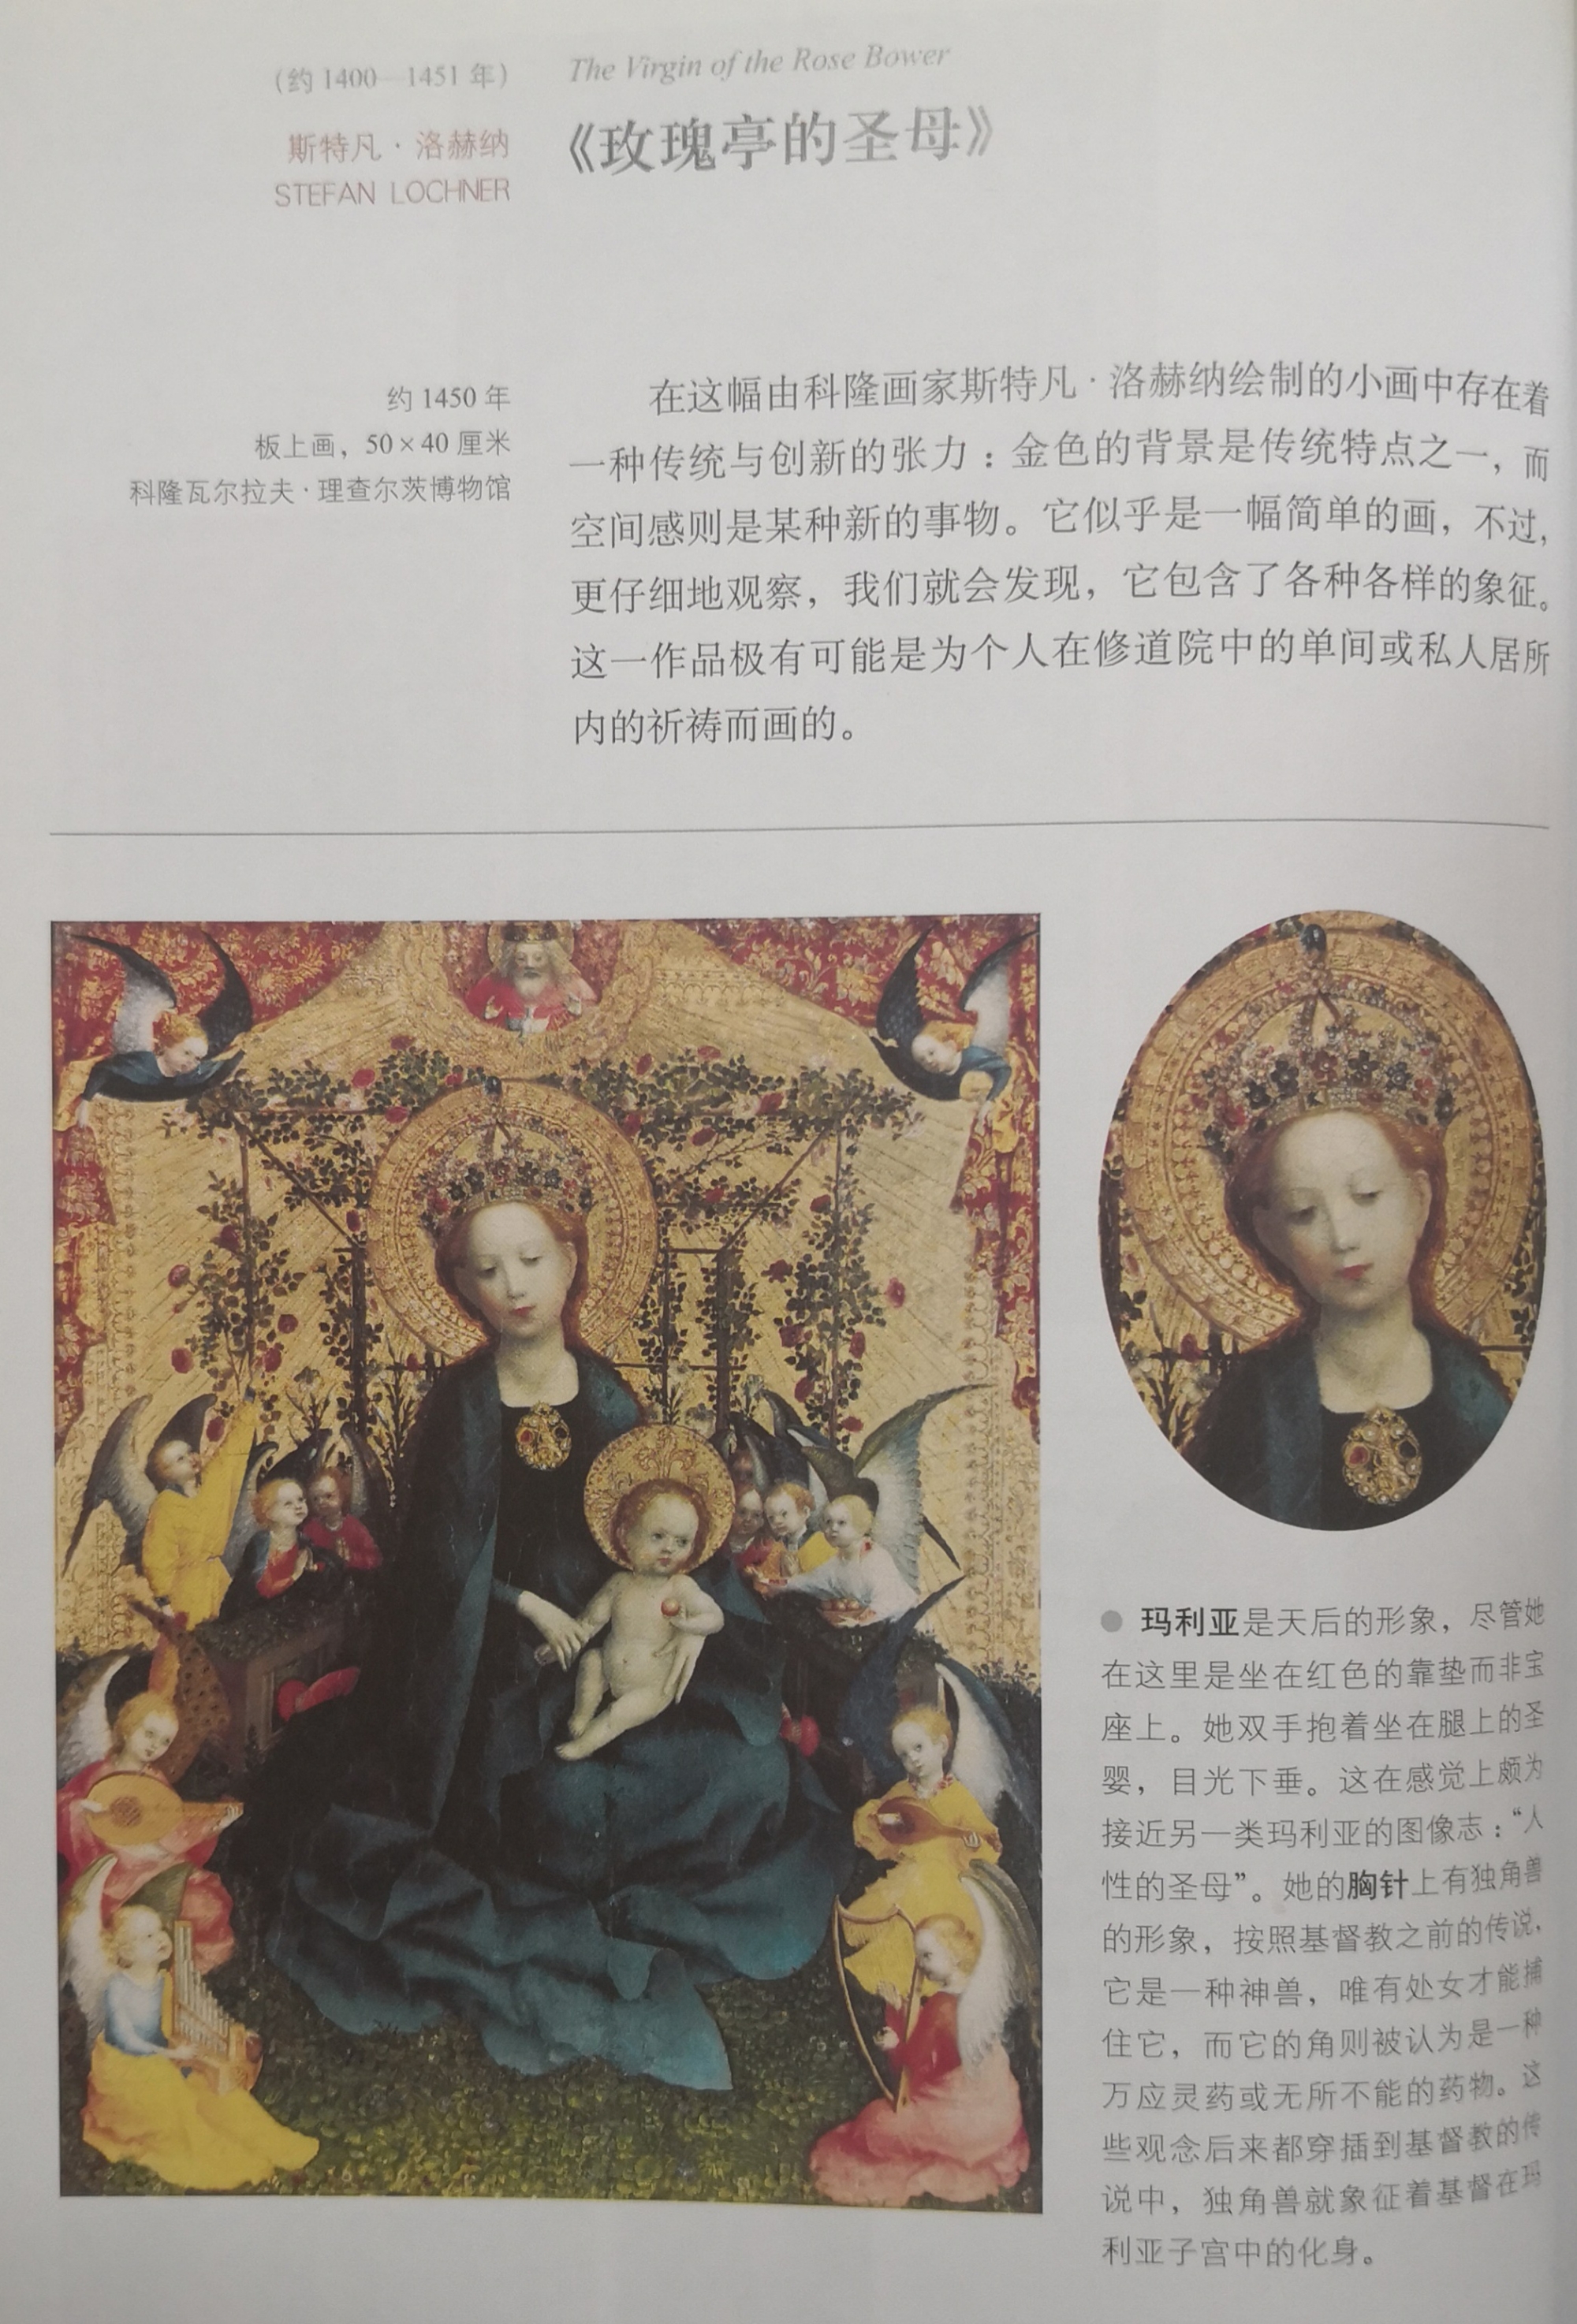 (约 1400—1451 年)
斯特凡·洛赫纳
STEFAN LOCHNER
The Virgin of the Rose Bower
《玫瑰亭的圣母》
约 1450 年
板上画，50×40 厘米
科隆瓦尔拉夫·理查尔茨博物馆
在这幅由科隆画家斯特凡·洛赫纳绘制的小画中存在着
一种传统与创新的张力：金色的背景是传统特点之一，而
空间感则是某种新的事物。它似乎是一幅简单的画，不过，
更仔细地观察，我们就会发现，它包含了各种各样的象征。
这一作品极有可能是为个人在修道院中的单间或私人居所
内的祈祷而画的。
● 玛利亚是天后的形象，尽管她
在这里是坐在红色的靠垫而非宝
座上。她双手抱着坐在腿上的圣
婴，目光下垂。这在感觉上颇为
接近另一类玛利亚的图像志：“人
性的圣母”。她的胸针上有独角兽
的形象，按照基督教之前的传说，
它是一种神兽，唯有处女才能捕
住它，而它的角则被认为是一种
万应灵药或无所不能的药物。这
些观念后来都穿插到基督教的传
说中，独角兽就象征着基督在玛
利亚子宫中的化身。